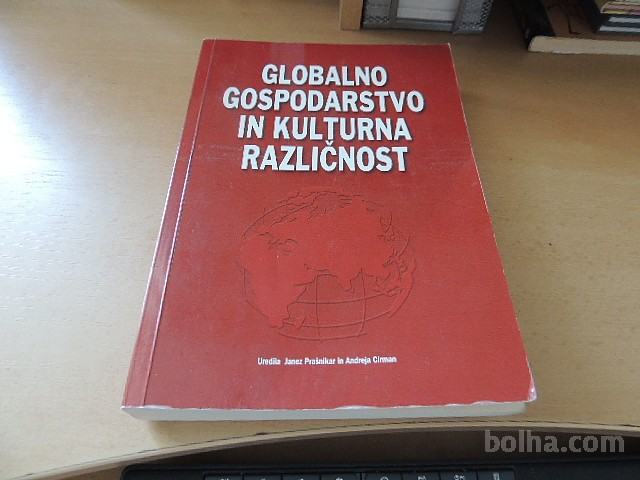 GLOBALNO
GOSPODARSTVO
IN KULTURNA
RAZLIČNOST
Uredila Janez Prašnikar in Andreja Cirman
bolha.com